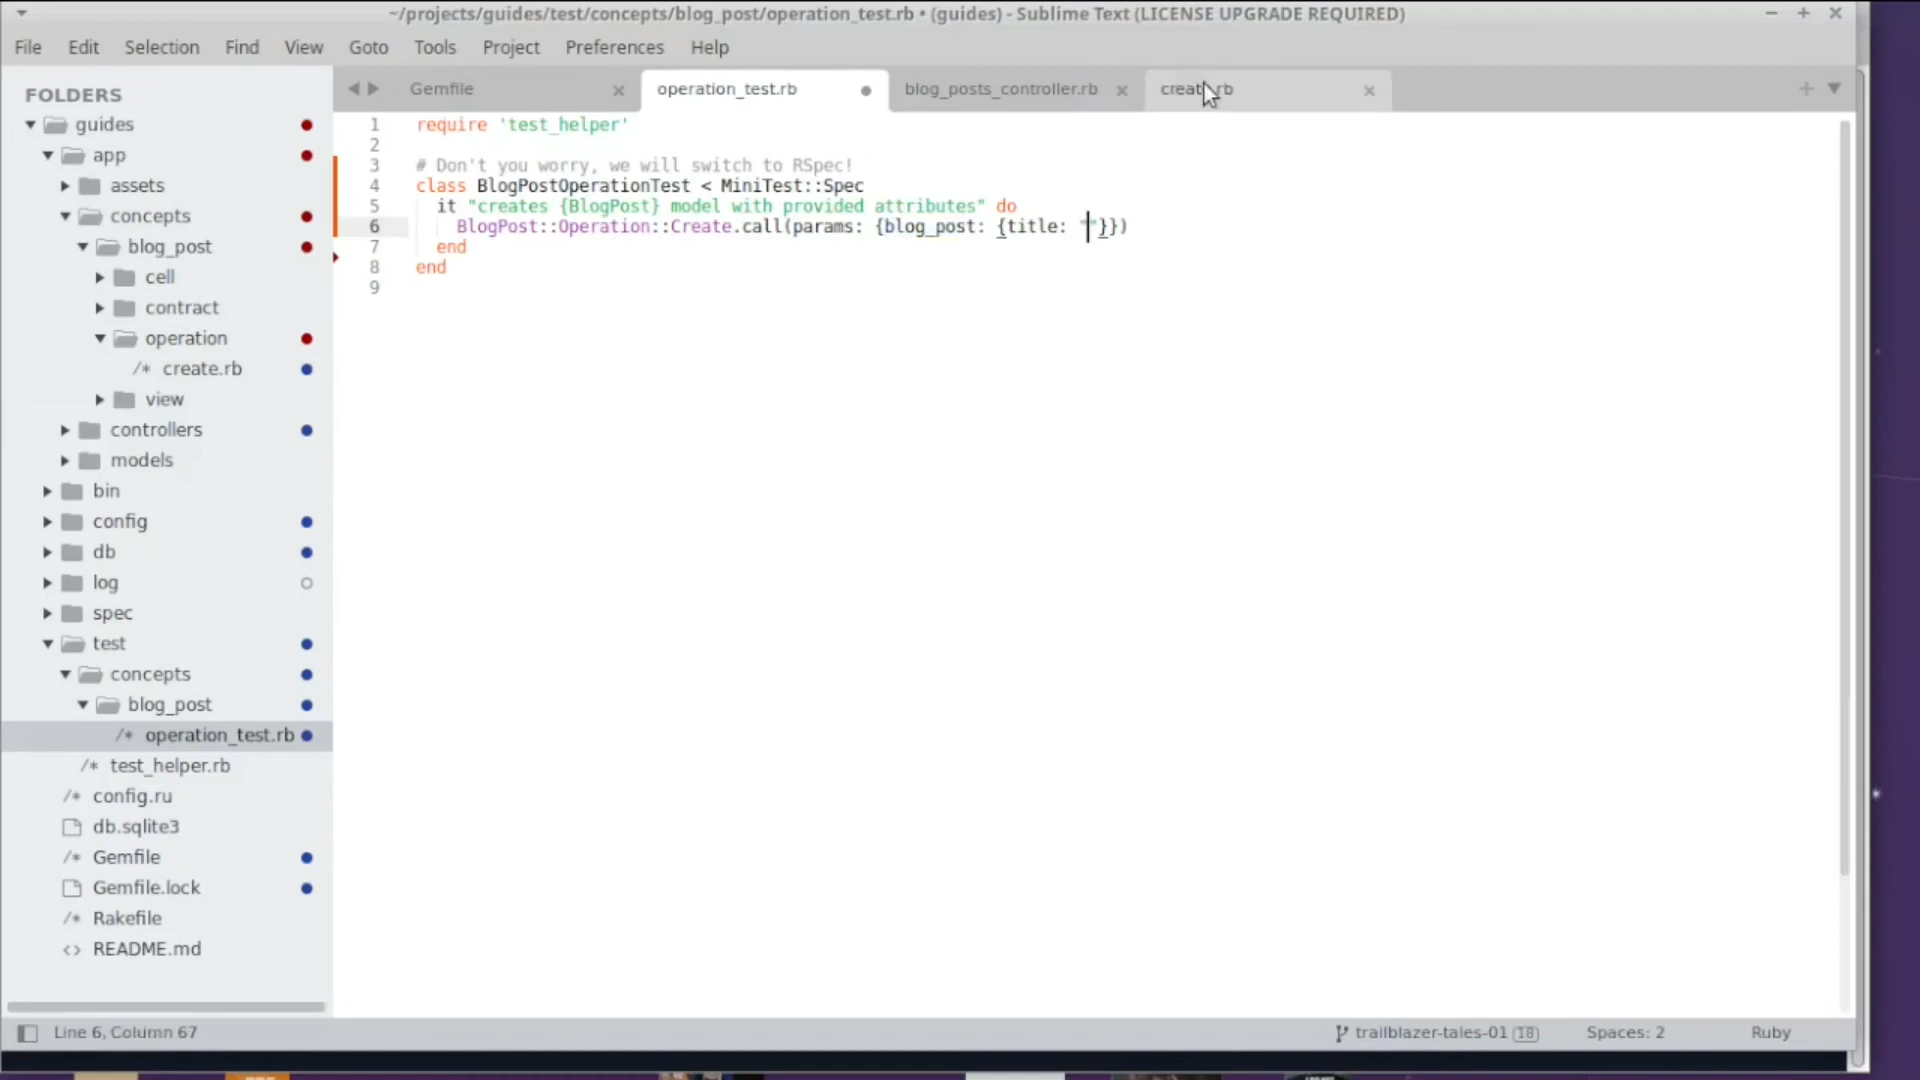 ~/projects/guides/test/concepts/blog_post/operation_test.rb • (guides) - Sublime Text (LICENSE UPGRADE REQUIRED)
File Edit Selection Find View Goto Tools Project Preferences Help
FOLDERS
guides
app
assets
concepts
blog_post
cell
contract
operation
/* create.rb
view
controllers
models
bin
config
db
log
spec
test
concepts
blog_post
/* operation_test.rb
/* test_helper.rb
/* config.ru
db.sqlite3
/* Gemfile
Gemfile.lock
/* Rakefile
<> README.md
Gemfile operation_test.rb blog_posts_controller.rb create.rb
1 require 'test_helper'
2
3 # Don't you worry, we will switch to RSpec!
4 class BlogPostOperationTest < MiniTest::Spec
5 it "creates {BlogPost} model with provided attributes" do
6 BlogPost::Operation::Create.call(params: {blog_post: {title: ""}})
7 end
8 end
9
Line 6, Column 67
trailblazer-tales-01 18 Spaces: 2 Ruby